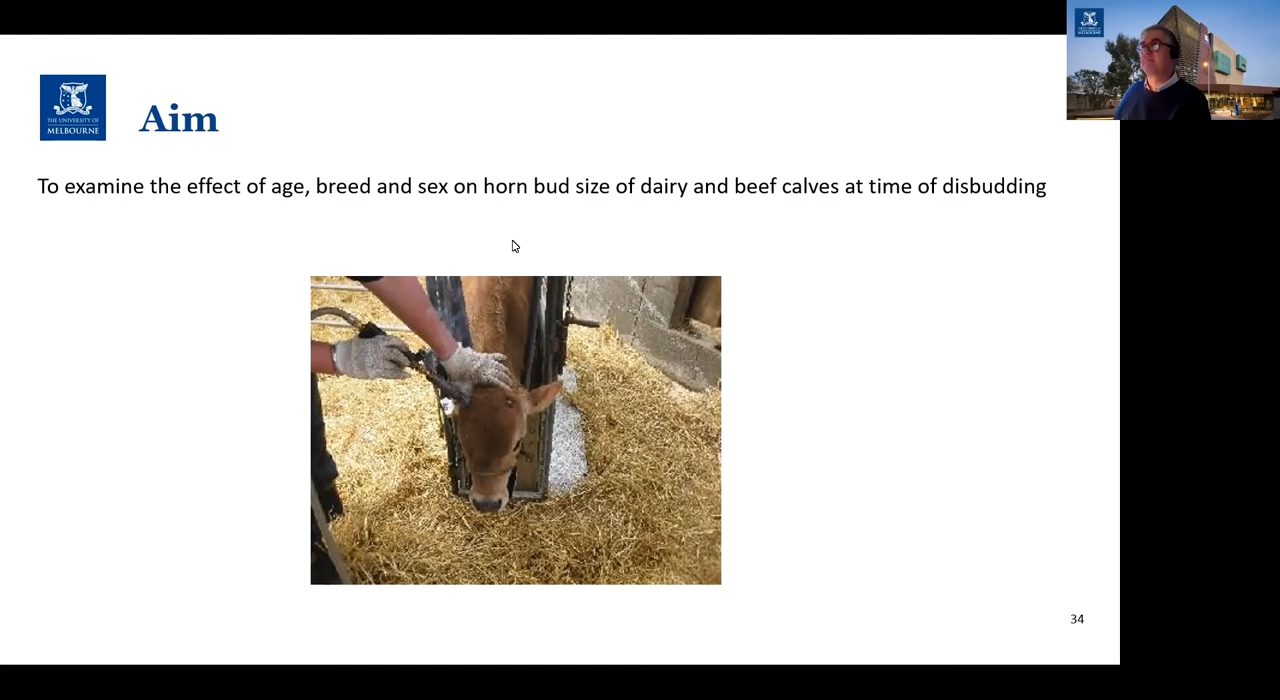 THE UNIVERSITY OF
MELBOURNE
Aim
To examine the effect of age, breed and sex on horn bud size of dairy and beef calves at time of disbudding
34